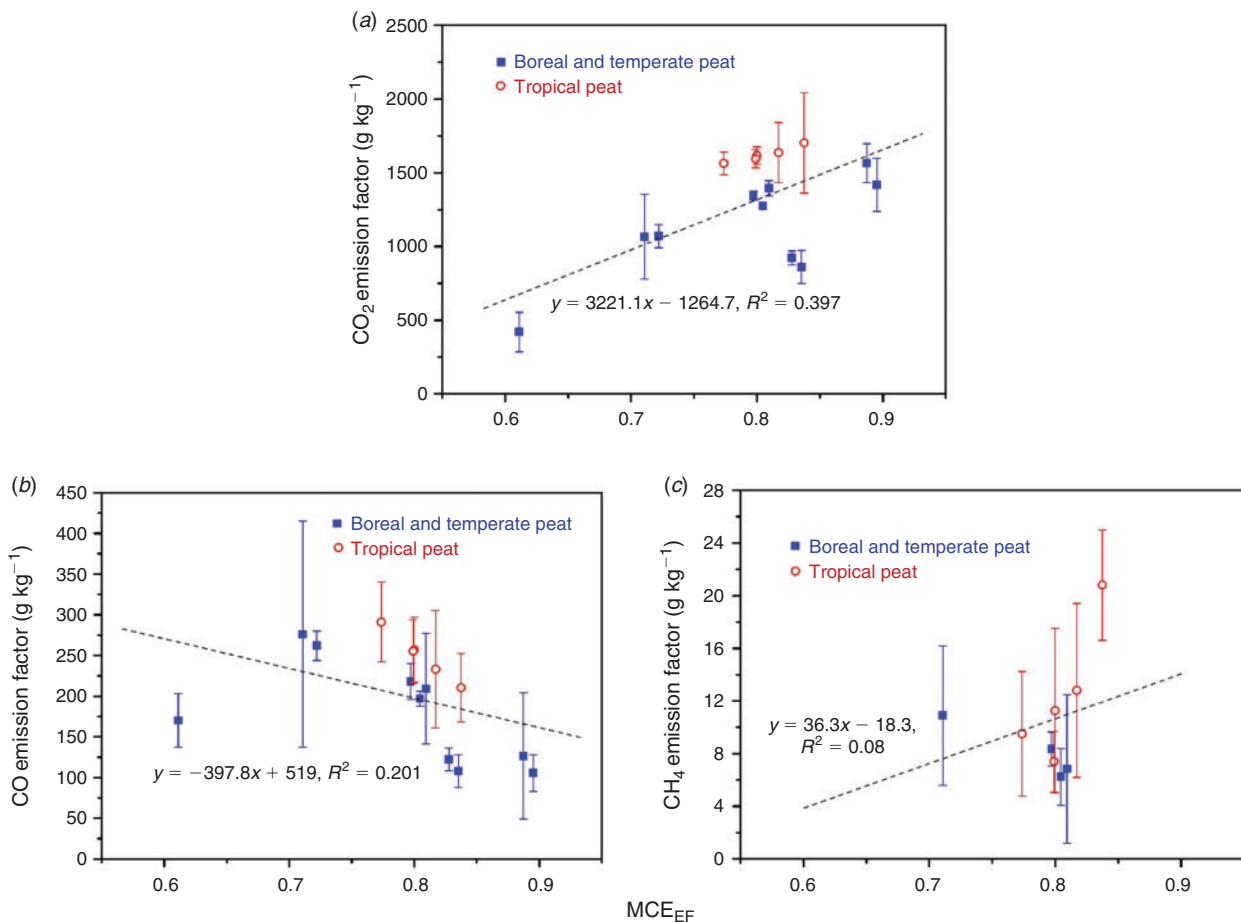 (a)
2500
2000
1500
1000
500
0
CO₂ emission factor (g kg⁻¹)
Boreal and temperate peat
Tropical peat
y = 3221.1x − 1264.7, R² = 0.397
0.6 0.7 0.8 0.9
(b)
450
400
350
300
250
200
150
100
50
0
CO emission factor (g kg⁻¹)
Boreal and temperate peat
Tropical peat
y = −397.8x + 519, R² = 0.201
0.6 0.7 0.8 0.9
(c)
28
24
20
16
12
8
4
0
CH₄ emission factor (g kg⁻¹)
Boreal and temperate peat
Tropical peat
y = 36.3x − 18.3,
R² = 0.08
0.6 0.7 0.8 0.9
MCE_EF